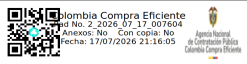 olombia Compra Eficiente
ad No. 2_2026_07_17_007604
Anexos: No Con copia: No
Fecha: 17/07/2026 21:16:05
Agencia Nacional
de Contratación Pública
Colombia Compra Eficiente